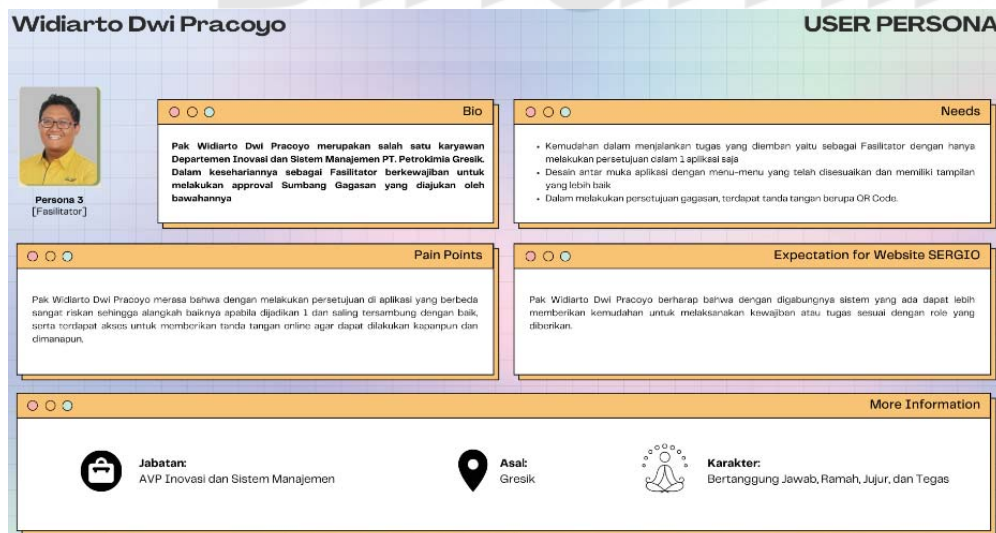 Widiarto Dwi Pracoyo
USER PERSONA
Persona 3
[Fasilitator]
Bio
Pak Widiarto Dwi Pracoyo merupakan salah satu karyawan
Departemen Inovasi dan Sistem Manajemen PT. Petrokimia Gresik.
Dalam kesehariannya sebagai Fasilitator berkewajiban untuk
melakukan approval Sumbang Gagasan yang diajukan oleh
bawahannya
Needs
• Kemudahan dalam menjalankan tugas yang diemban yaitu sebagai Fasilitator dengan hanya
melakukan persetujuan dalam 1 aplikasi saja
• Desain antar muka aplikasi dengan menu-menu yang telah disesuaikan dan memiliki tampilan
yang lebih baik
• Dalam melakukan persetujuan gagasan, terdapat tanda tangan berupa QR Code.
Pain Points
Pak Widiarto Dwi Pracoyo merasa bahwa dengan melakukan persetujuan di aplikasi yang berbeda
sangat riskan sehingga alangkah baiknya apabila dijadikan 1 dan saling tersambung dengan baik,
serta terdapat akses untuk memberikan tanda tangan online agar dapat dilakukan kapanpun dan
dimanapun.
Expectation for Website SERGIO
Pak Widiarto Dwi Pracoyo berharap bahwa dengan digabungnya sistem yang ada dapat lebih
memberikan kemudahan untuk melaksanakan kewajiban atau tugas sesuai dengan role yang
diberikan.
More Information
Jabatan:
AVP Inovasi dan Sistem Manajemen
Asal:
Gresik
Karakter:
Bertanggung Jawab, Ramah, Jujur, dan Tegas